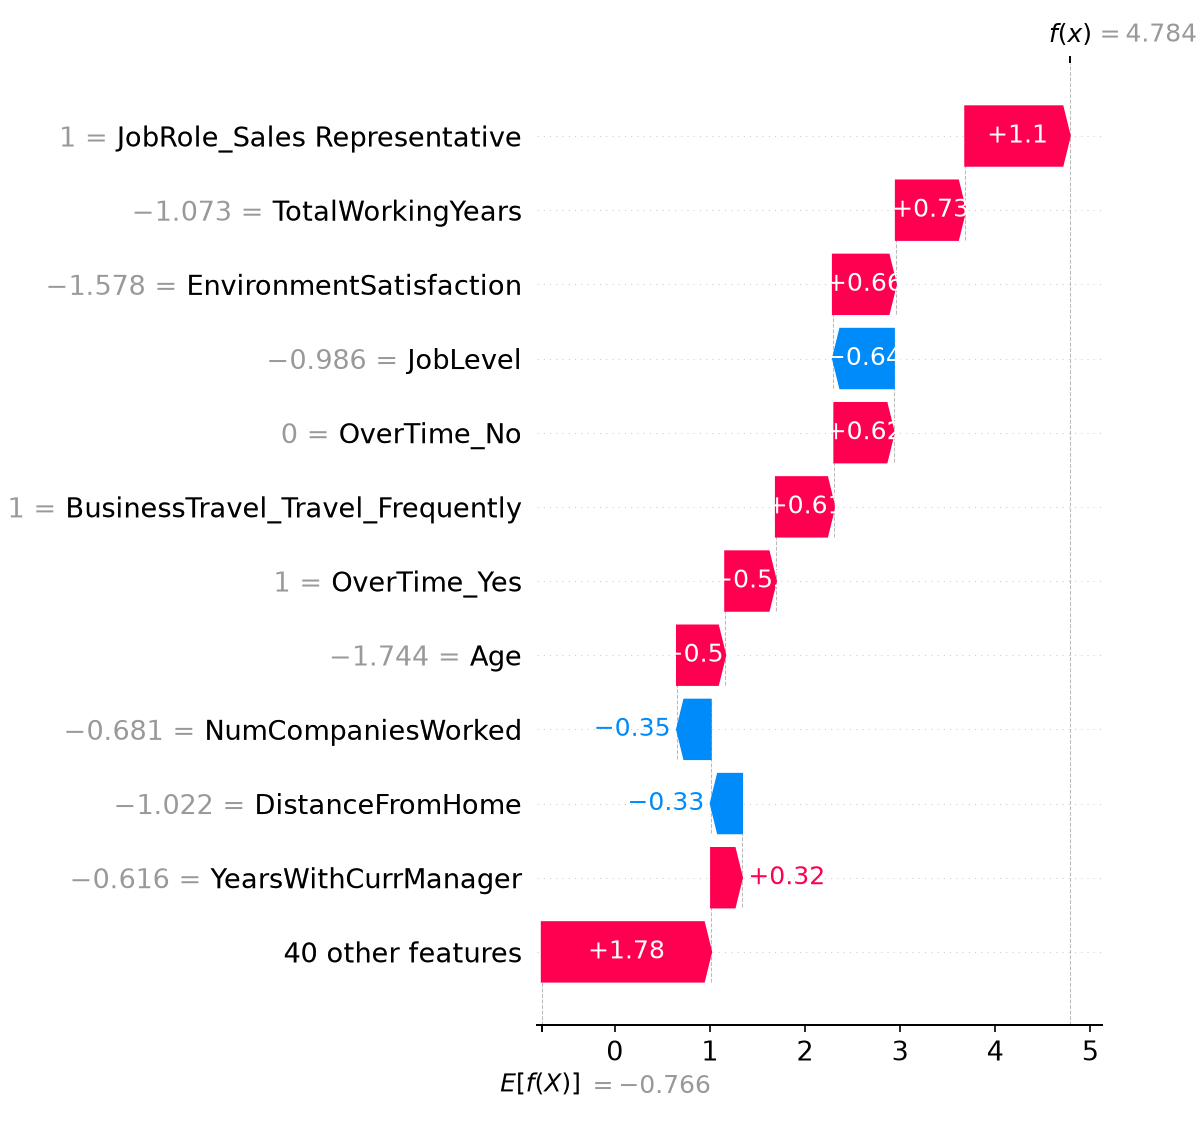 f(x) = 4.784
1 = JobRole_Sales Representative +1.1
−1.073 = TotalWorkingYears +0.73
−1.578 = EnvironmentSatisfaction +0.66
−0.986 = JobLevel −0.64
0 = OverTime_No +0.62
1 = BusinessTravel_Travel_Frequently +0.61
1 = OverTime_Yes
−1.744 = Age
−0.681 = NumCompaniesWorked −0.35
−1.022 = DistanceFromHome −0.33
−0.616 = YearsWithCurrManager +0.32
40 other features +1.78
0 1 2 3 4 5
E[f(X)] = −0.766